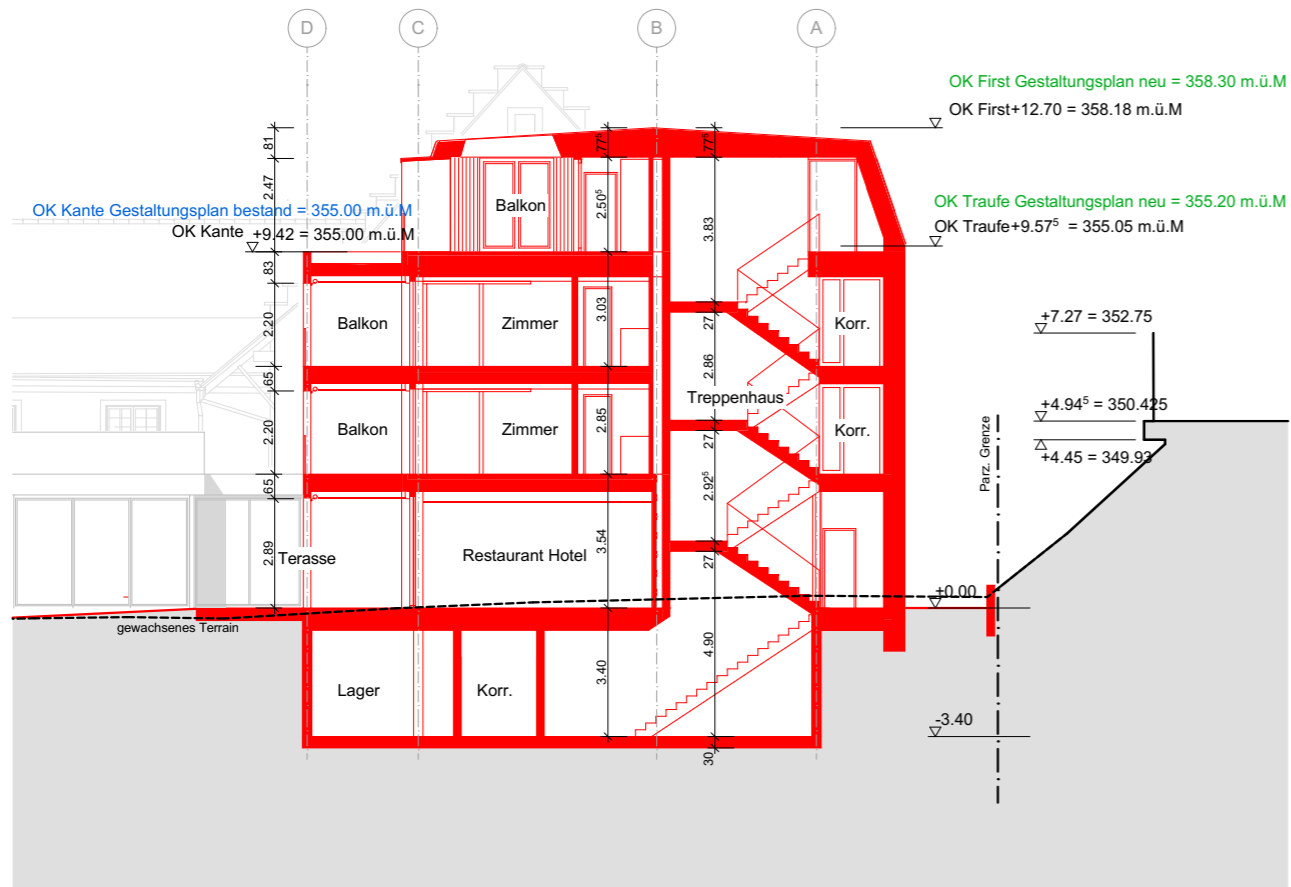 D
C
B
A
OK First Gestaltungsplan neu = 358.30 m.ü.M
OK First+12.70 = 358.18 m.ü.M
81
77⁵
77⁵
2.47
2.50⁵
3.83
Balkon
OK Kante Gestaltungsplan bestand = 355.00 m.ü.M
OK Kante +9.42 = 355.00 m.ü.M
OK Traufe Gestaltungsplan neu = 355.20 m.ü.M
OK Traufe+9.57⁵ = 355.05 m.ü.M
83
2.20
Balkon
Zimmer
3.03
27
Korr.
+7.27 = 352.75
65
2.86
Treppenhaus
2.20
Balkon
Zimmer
2.85
27
Korr.
+4.94⁵ = 350.425
+4.45 = 349.93
Parz. Grenze
65
2.92⁵
2.89
Terasse
Restaurant Hotel
3.54
27
+0.00
gewachsenes Terrain
4.90
3.40
Lager
Korr.
-3.40
30